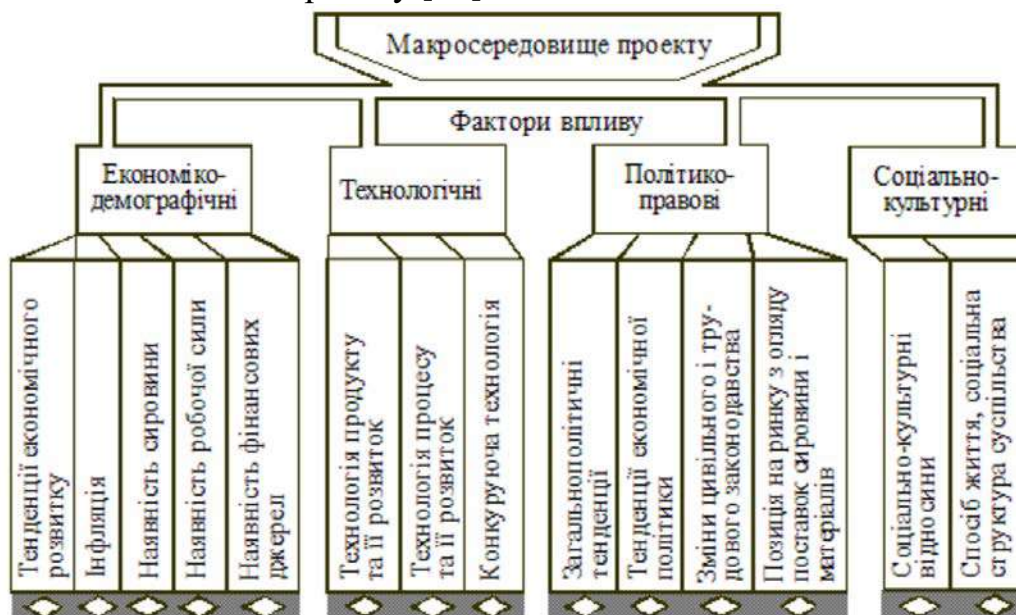 Макросередовище проекту
Фактори впливу
Економіко-
демографічні
Технологічні
Політико-
правові
Соціально-
культурні
Тенденції економічного
розвитку
Інфляція
Наявність сировини
Наявність робочої сили
Наявність фінансових
джерел
Технологія продукту
та її розвиток
Технологія процесу
та її розвиток
Конкуруюча технологія
Загальнополітичні
тенденції
Тенденції економічної
політики
Зміни цивільного і тру-
дового законодавства
Позиція на ринку з огляду
поставок сировини і
матеріалів
Соціально-культурні
відносини
Спосіб життя, соціальна
структура суспільства